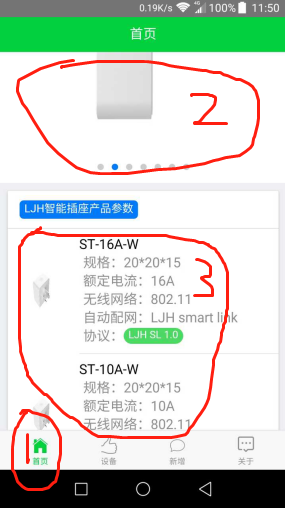 0.19K/s 4G 100% 11:50
首页
2
LJH智能插座产品参数
ST-16A-W
规格：20*20*15
额定电流：16A
3
无线网络：802.11
自动配网：LJH smart link
协议：LJH SL 1.0
ST-10A-W
规格：20*20*15
额定电流：10A
无线网络：802.11
1
首页 设备 新增 关于